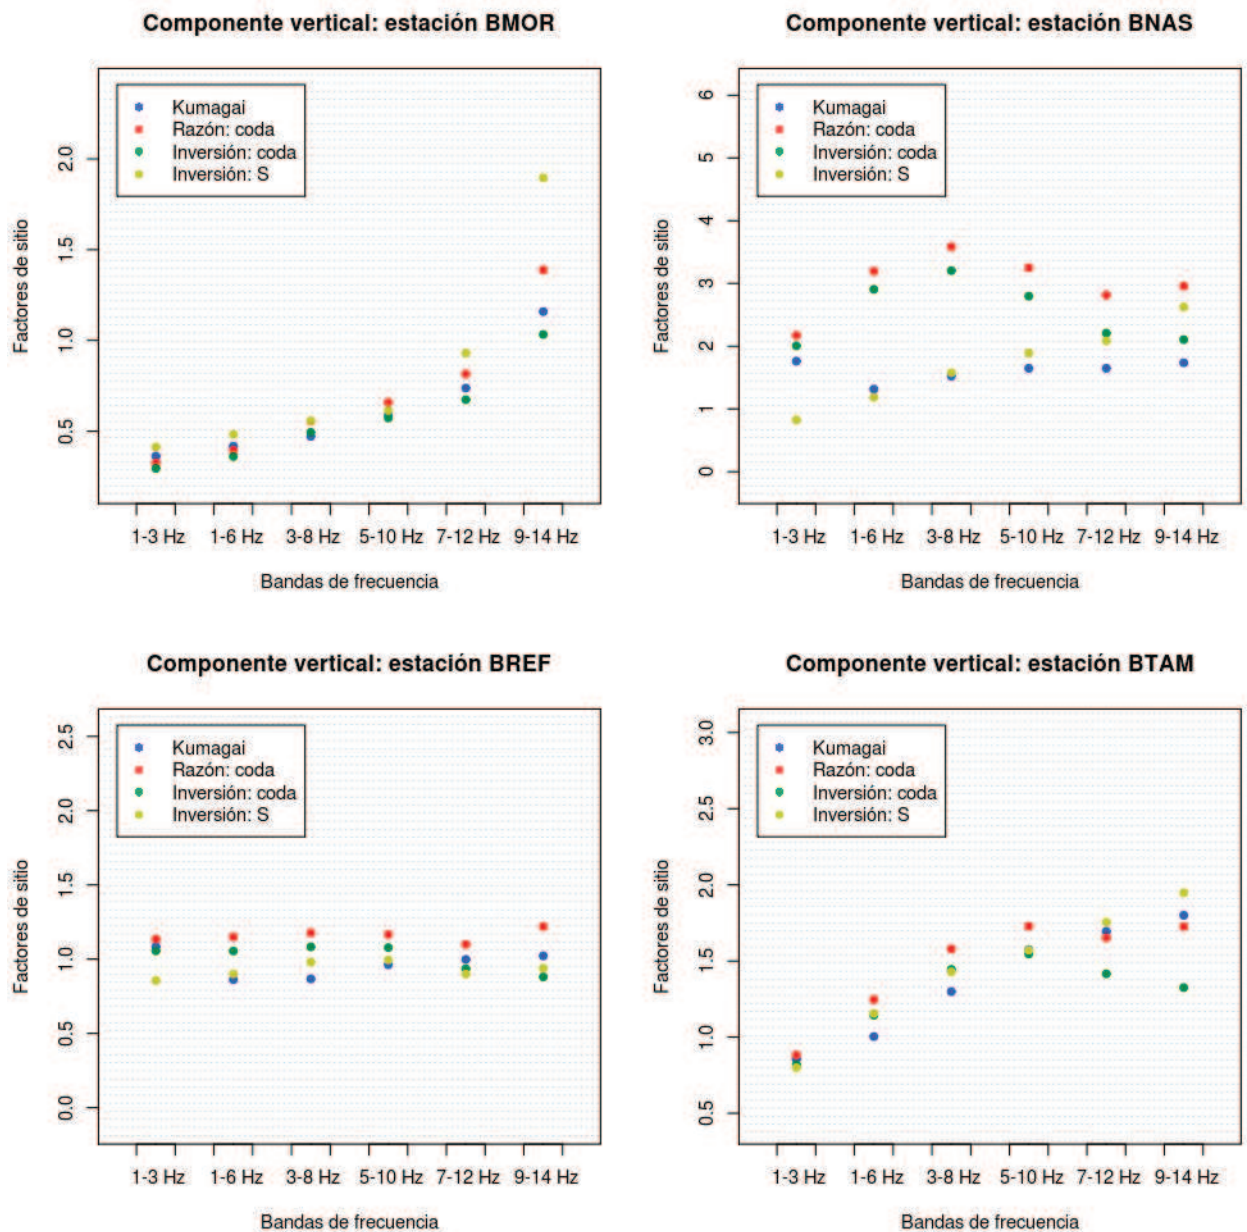 Componente vertical: estación BMOR
Kumagai
Razón: coda
Inversión: coda
Inversión: S
Factores de sitio
2.0
1.5
1.0
0.5
1-3 Hz 1-6 Hz 3-8 Hz 5-10 Hz 7-12 Hz 9-14 Hz
Bandas de frecuencia
Componente vertical: estación BNAS
Kumagai
Razón: coda
Inversión: coda
Inversión: S
Factores de sitio
6
5
4
3
2
1
0
1-3 Hz 1-6 Hz 3-8 Hz 5-10 Hz 7-12 Hz 9-14 Hz
Bandas de frecuencia
Componente vertical: estación BREF
Kumagai
Razón: coda
Inversión: coda
Inversión: S
Factores de sitio
2.5
2.0
1.5
1.0
0.5
0.0
1-3 Hz 1-6 Hz 3-8 Hz 5-10 Hz 7-12 Hz 9-14 Hz
Bandas de frecuencia
Componente vertical: estación BTAM
Kumagai
Razón: coda
Inversión: coda
Inversión: S
Factores de sitio
3.0
2.5
2.0
1.5
1.0
0.5
1-3 Hz 1-6 Hz 3-8 Hz 5-10 Hz 7-12 Hz 9-14 Hz
Bandas de frecuencia